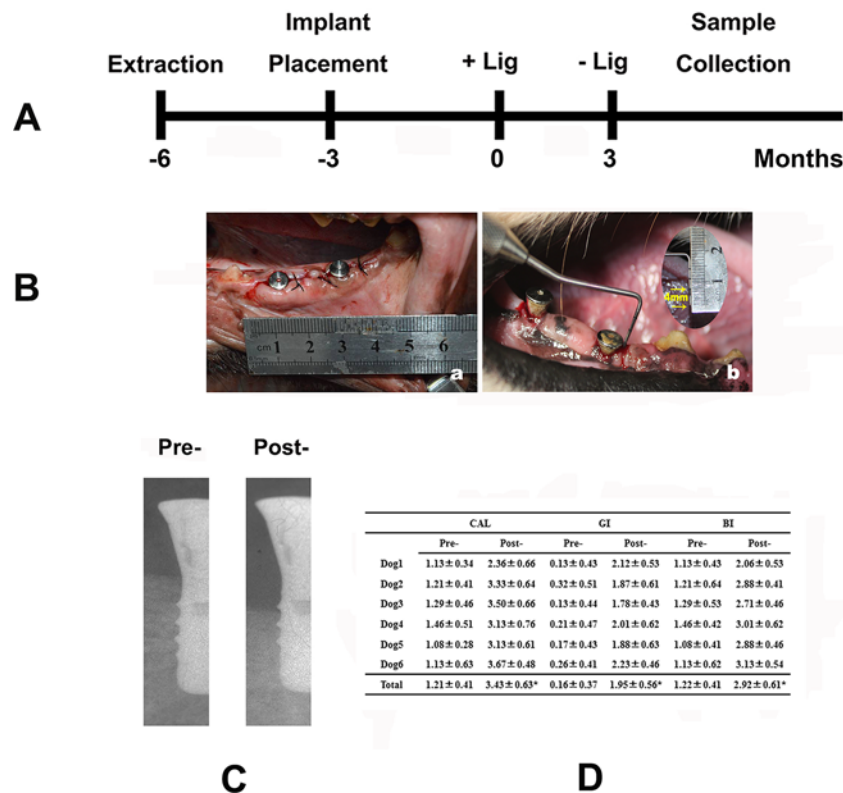 Implant
Sample
Extraction
Placement
+ Lig
- Lig
Collection
A
-6
-3
0
3
Months
B
cm 1 2 3 4 5 6
a
4mm
1 2
b
Pre-
Post-
CAL GI BI
Pre- Post- Pre- Post- Pre- Post-
Dog1 1.13±0.34 2.36±0.66 0.13±0.43 2.12±0.53 1.13±0.43 2.06±0.53
Dog2 1.21±0.41 3.33±0.64 0.32±0.51 1.87±0.61 1.21±0.64 2.88±0.41
Dog3 1.29±0.46 3.50±0.66 0.13±0.44 1.78±0.43 1.29±0.53 2.71±0.46
Dog4 1.46±0.51 3.13±0.76 0.21±0.47 2.01±0.62 1.46±0.42 3.01±0.62
Dog5 1.08±0.28 3.13±0.61 0.17±0.43 1.88±0.63 1.08±0.41 2.88±0.46
Dog6 1.13±0.63 3.67±0.48 0.26±0.41 2.23±0.46 1.13±0.62 3.13±0.54
Total 1.21±0.41 3.43±0.63* 0.16±0.37 1.95±0.56* 1.22±0.41 2.92±0.61*
C
D